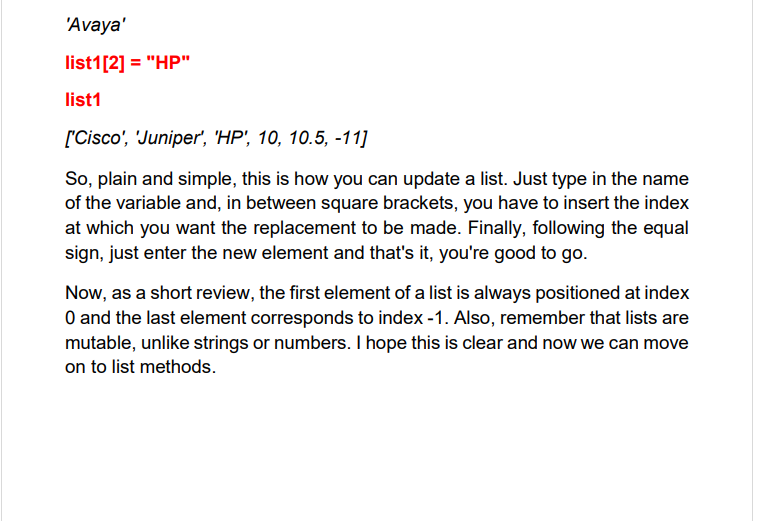 'Avaya'
list1[2] = "HP"
list1
['Cisco', 'Juniper', 'HP', 10, 10.5, -11]
So, plain and simple, this is how you can update a list. Just type in the name
of the variable and, in between square brackets, you have to insert the index
at which you want the replacement to be made. Finally, following the equal
sign, just enter the new element and that's it, you're good to go.
Now, as a short review, the first element of a list is always positioned at index
0 and the last element corresponds to index -1. Also, remember that lists are
mutable, unlike strings or numbers. I hope this is clear and now we can move
on to list methods.